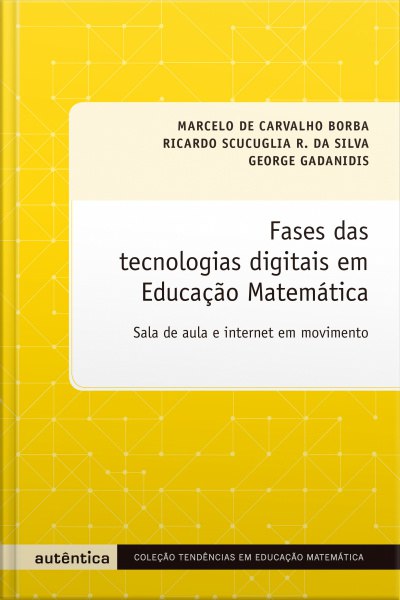 MARCELO DE CARVALHO BORBA
RICARDO SCUCUGLIA R. DA SILVA
GEORGE GADANIDIS
Fases das
tecnologias digitais em
Educação Matemática
Sala de aula e internet em movimento
autêntica
COLEÇÃO TENDÊNCIAS EM EDUCAÇÃO MATEMÁTICA